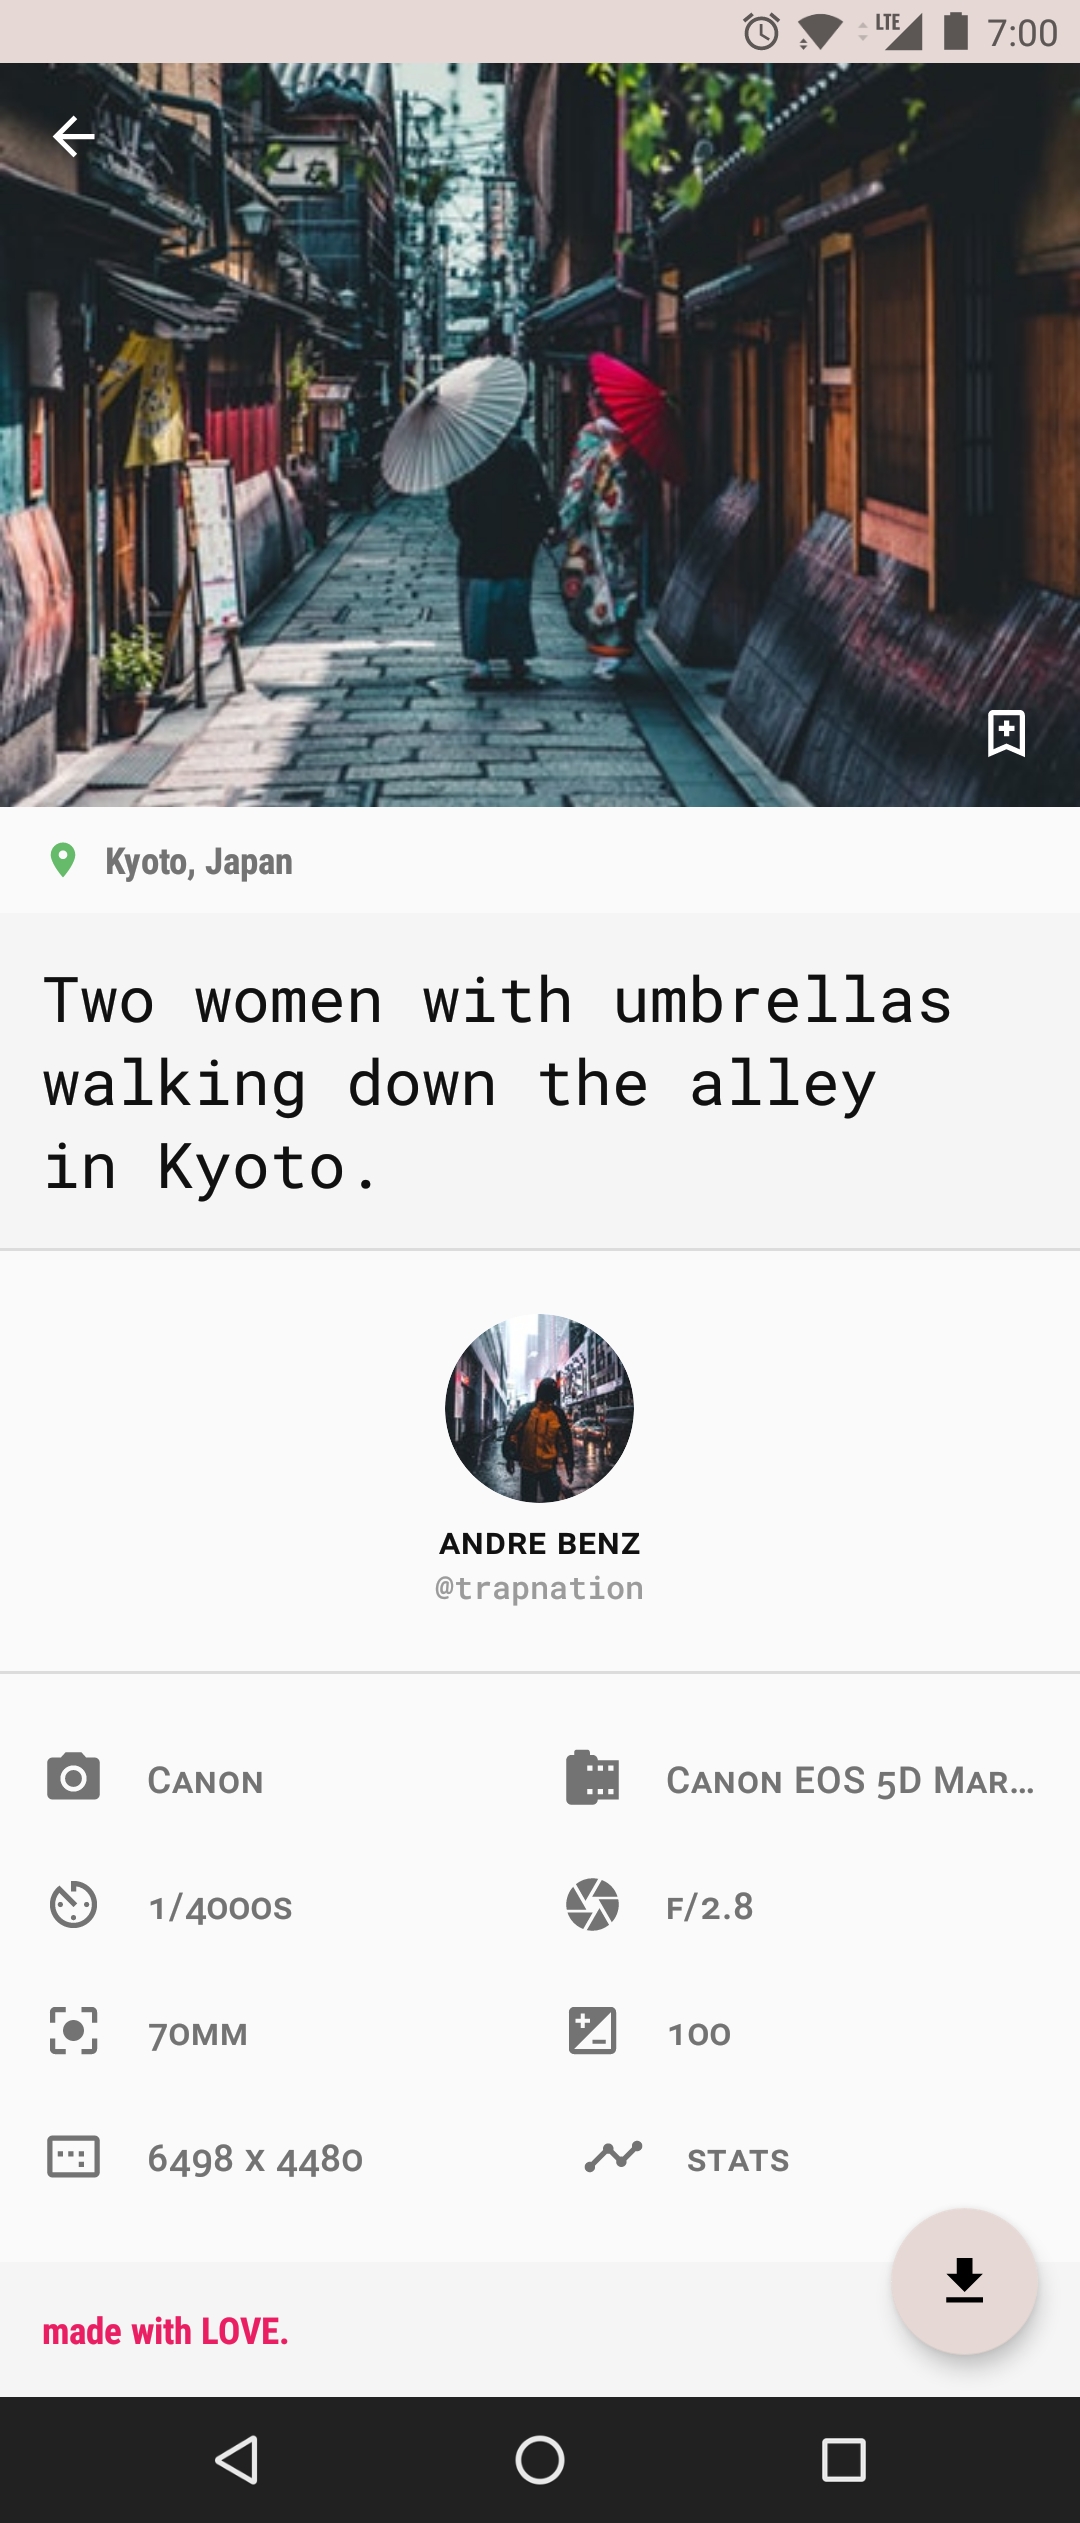 LTE 7:00
Kyoto, Japan
Two women with umbrellas
walking down the alley
in Kyoto.
ANDRE BENZ
@trapnation
CANON
CANON EOS 5D MAR...
1/4000S
F/2.8
70MM
100
6498 X 4480
STATS
made with LOVE.